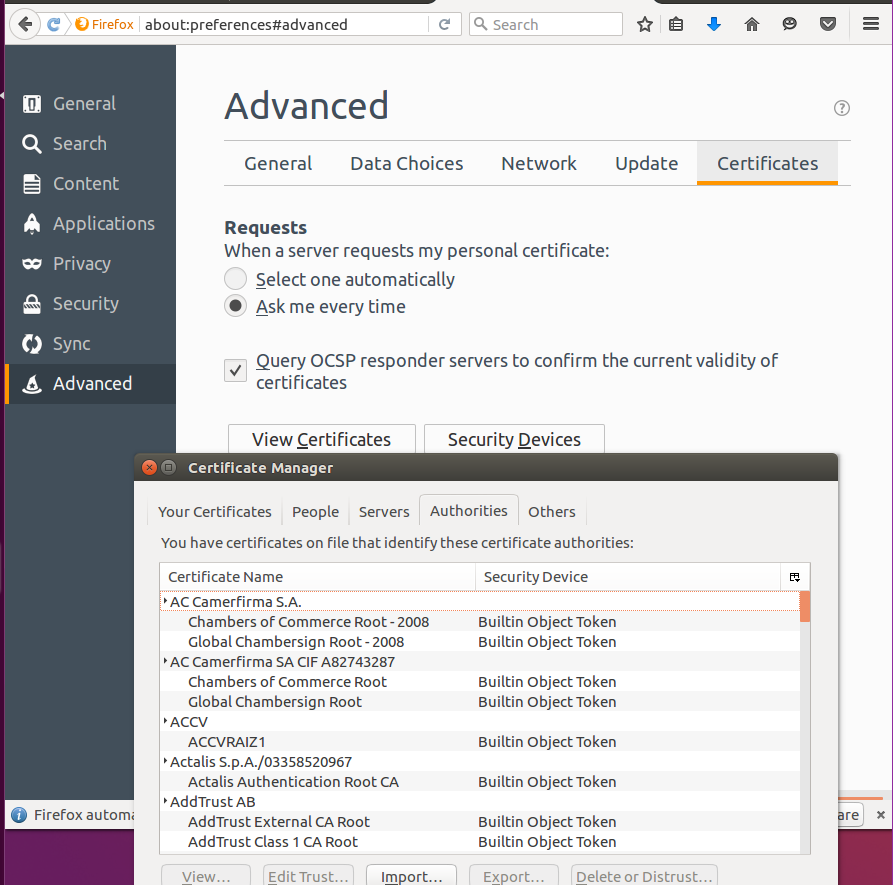 Firefox about:preferences#advanced Search
General
Search
Content
Applications
Privacy
Security
Sync
Advanced
Advanced
General Data Choices Network Update Certificates
Requests
When a server requests my personal certificate:
Select one automatically
Ask me every time
Query OCSP responder servers to confirm the current validity of
certificates
View Certificates Security Devices
Certificate Manager
Your Certificates People Servers Authorities Others
You have certificates on file that identify these certificate authorities:
Certificate Name Security Device
AC Camerfirma S.A.
Chambers of Commerce Root - 2008 Builtin Object Token
Global Chambersign Root - 2008 Builtin Object Token
AC Camerfirma SA CIF A82743287
Chambers of Commerce Root Builtin Object Token
Global Chambersign Root Builtin Object Token
ACCV
ACCVRAIZ1 Builtin Object Token
Actalis S.p.A./03358520967
Actalis Authentication Root CA Builtin Object Token
AddTrust AB
AddTrust External CA Root Builtin Object Token
AddTrust Class 1 CA Root Builtin Object Token
Firefox automa are
View... Edit Trust... Import... Export... Delete or Distrust...